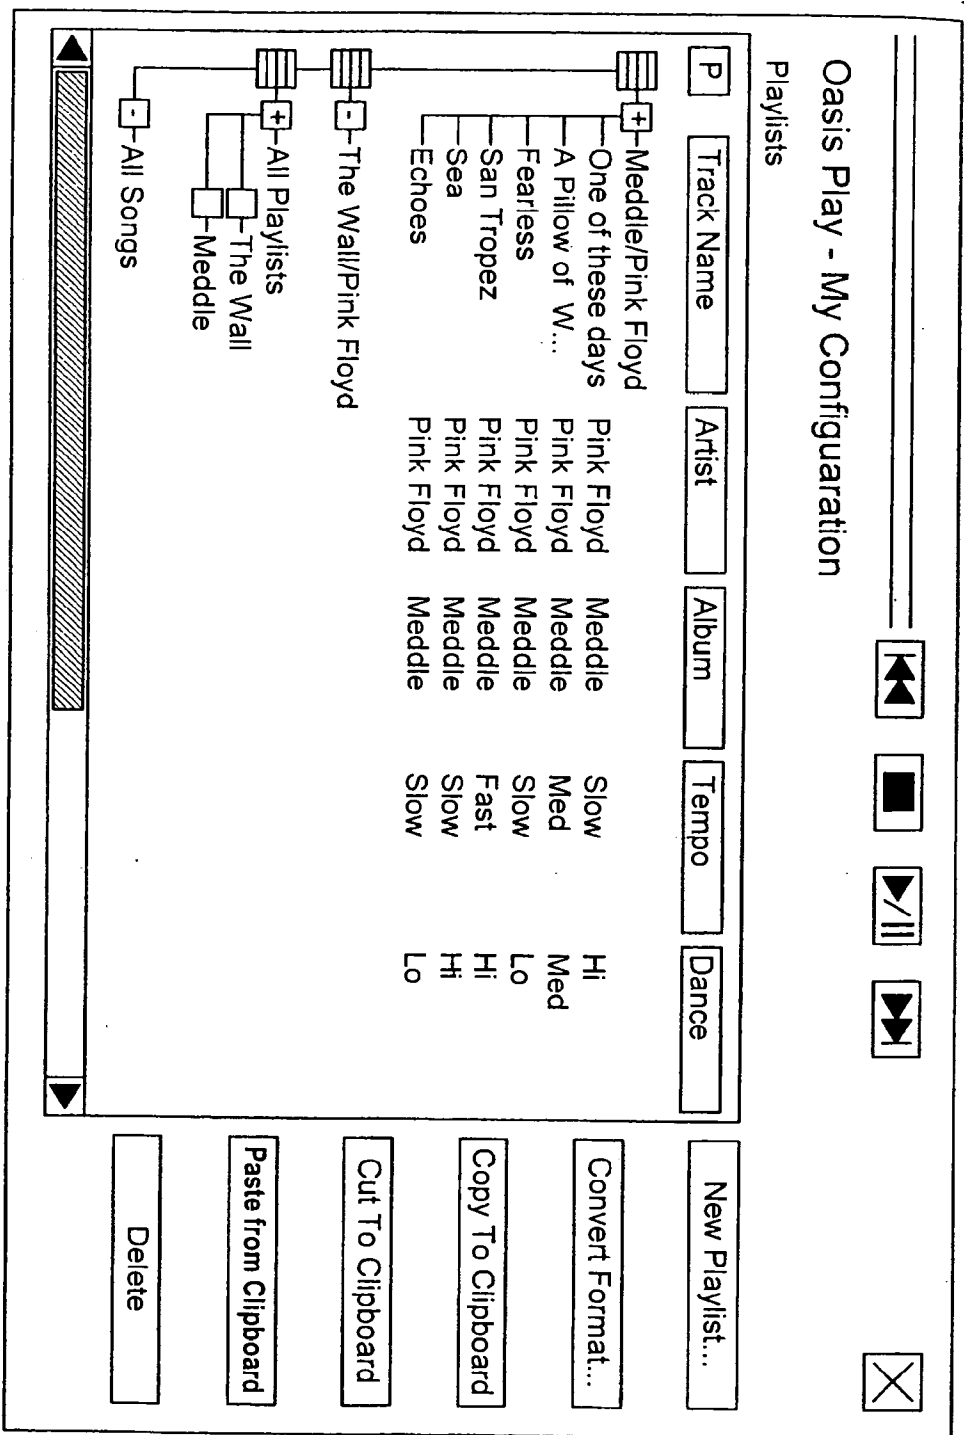 Oasis Play - My Configuaration
Playlists
P Track Name Artist Album Tempo Dance
+ Meddle/Pink Floyd
One of these days Pink Floyd Meddle Slow Hi
A Pillow of W.... Pink Floyd Meddle Med Med
Fearless Pink Floyd Meddle Slow Lo
San Tropez Pink Floyd Meddle Fast Hi
Sea Pink Floyd Meddle Slow Hi
Echoes Pink Floyd Meddle Slow Lo
- The Wall/Pink Floyd
+ All Playlists
The Wall
Meddle
- All Songs
New Playlist...
Convert Format...
Copy To Clipboard
Cut To Clipboard
Paste from Clipboard
Delete